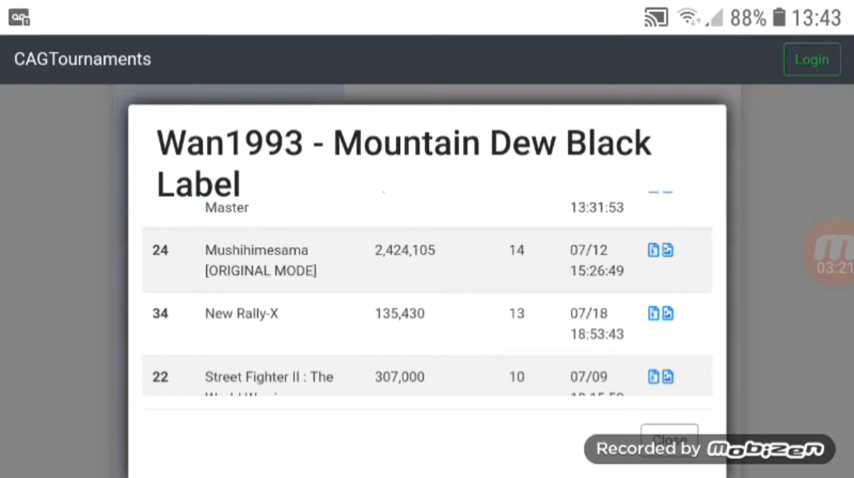 88% 13:43
CAGTournaments
Login
Wan1993 - Mountain Dew Black
Label
Master
13:31:53
24 Mushihimesama 2,424,105 14 07/12
[ORIGINAL MODE] 15:26:49
34 New Rally-X 135,430 13 07/18
18:53:43
22 Street Fighter II : The 307,000 10 07/09
03:21
Recorded by mobizen